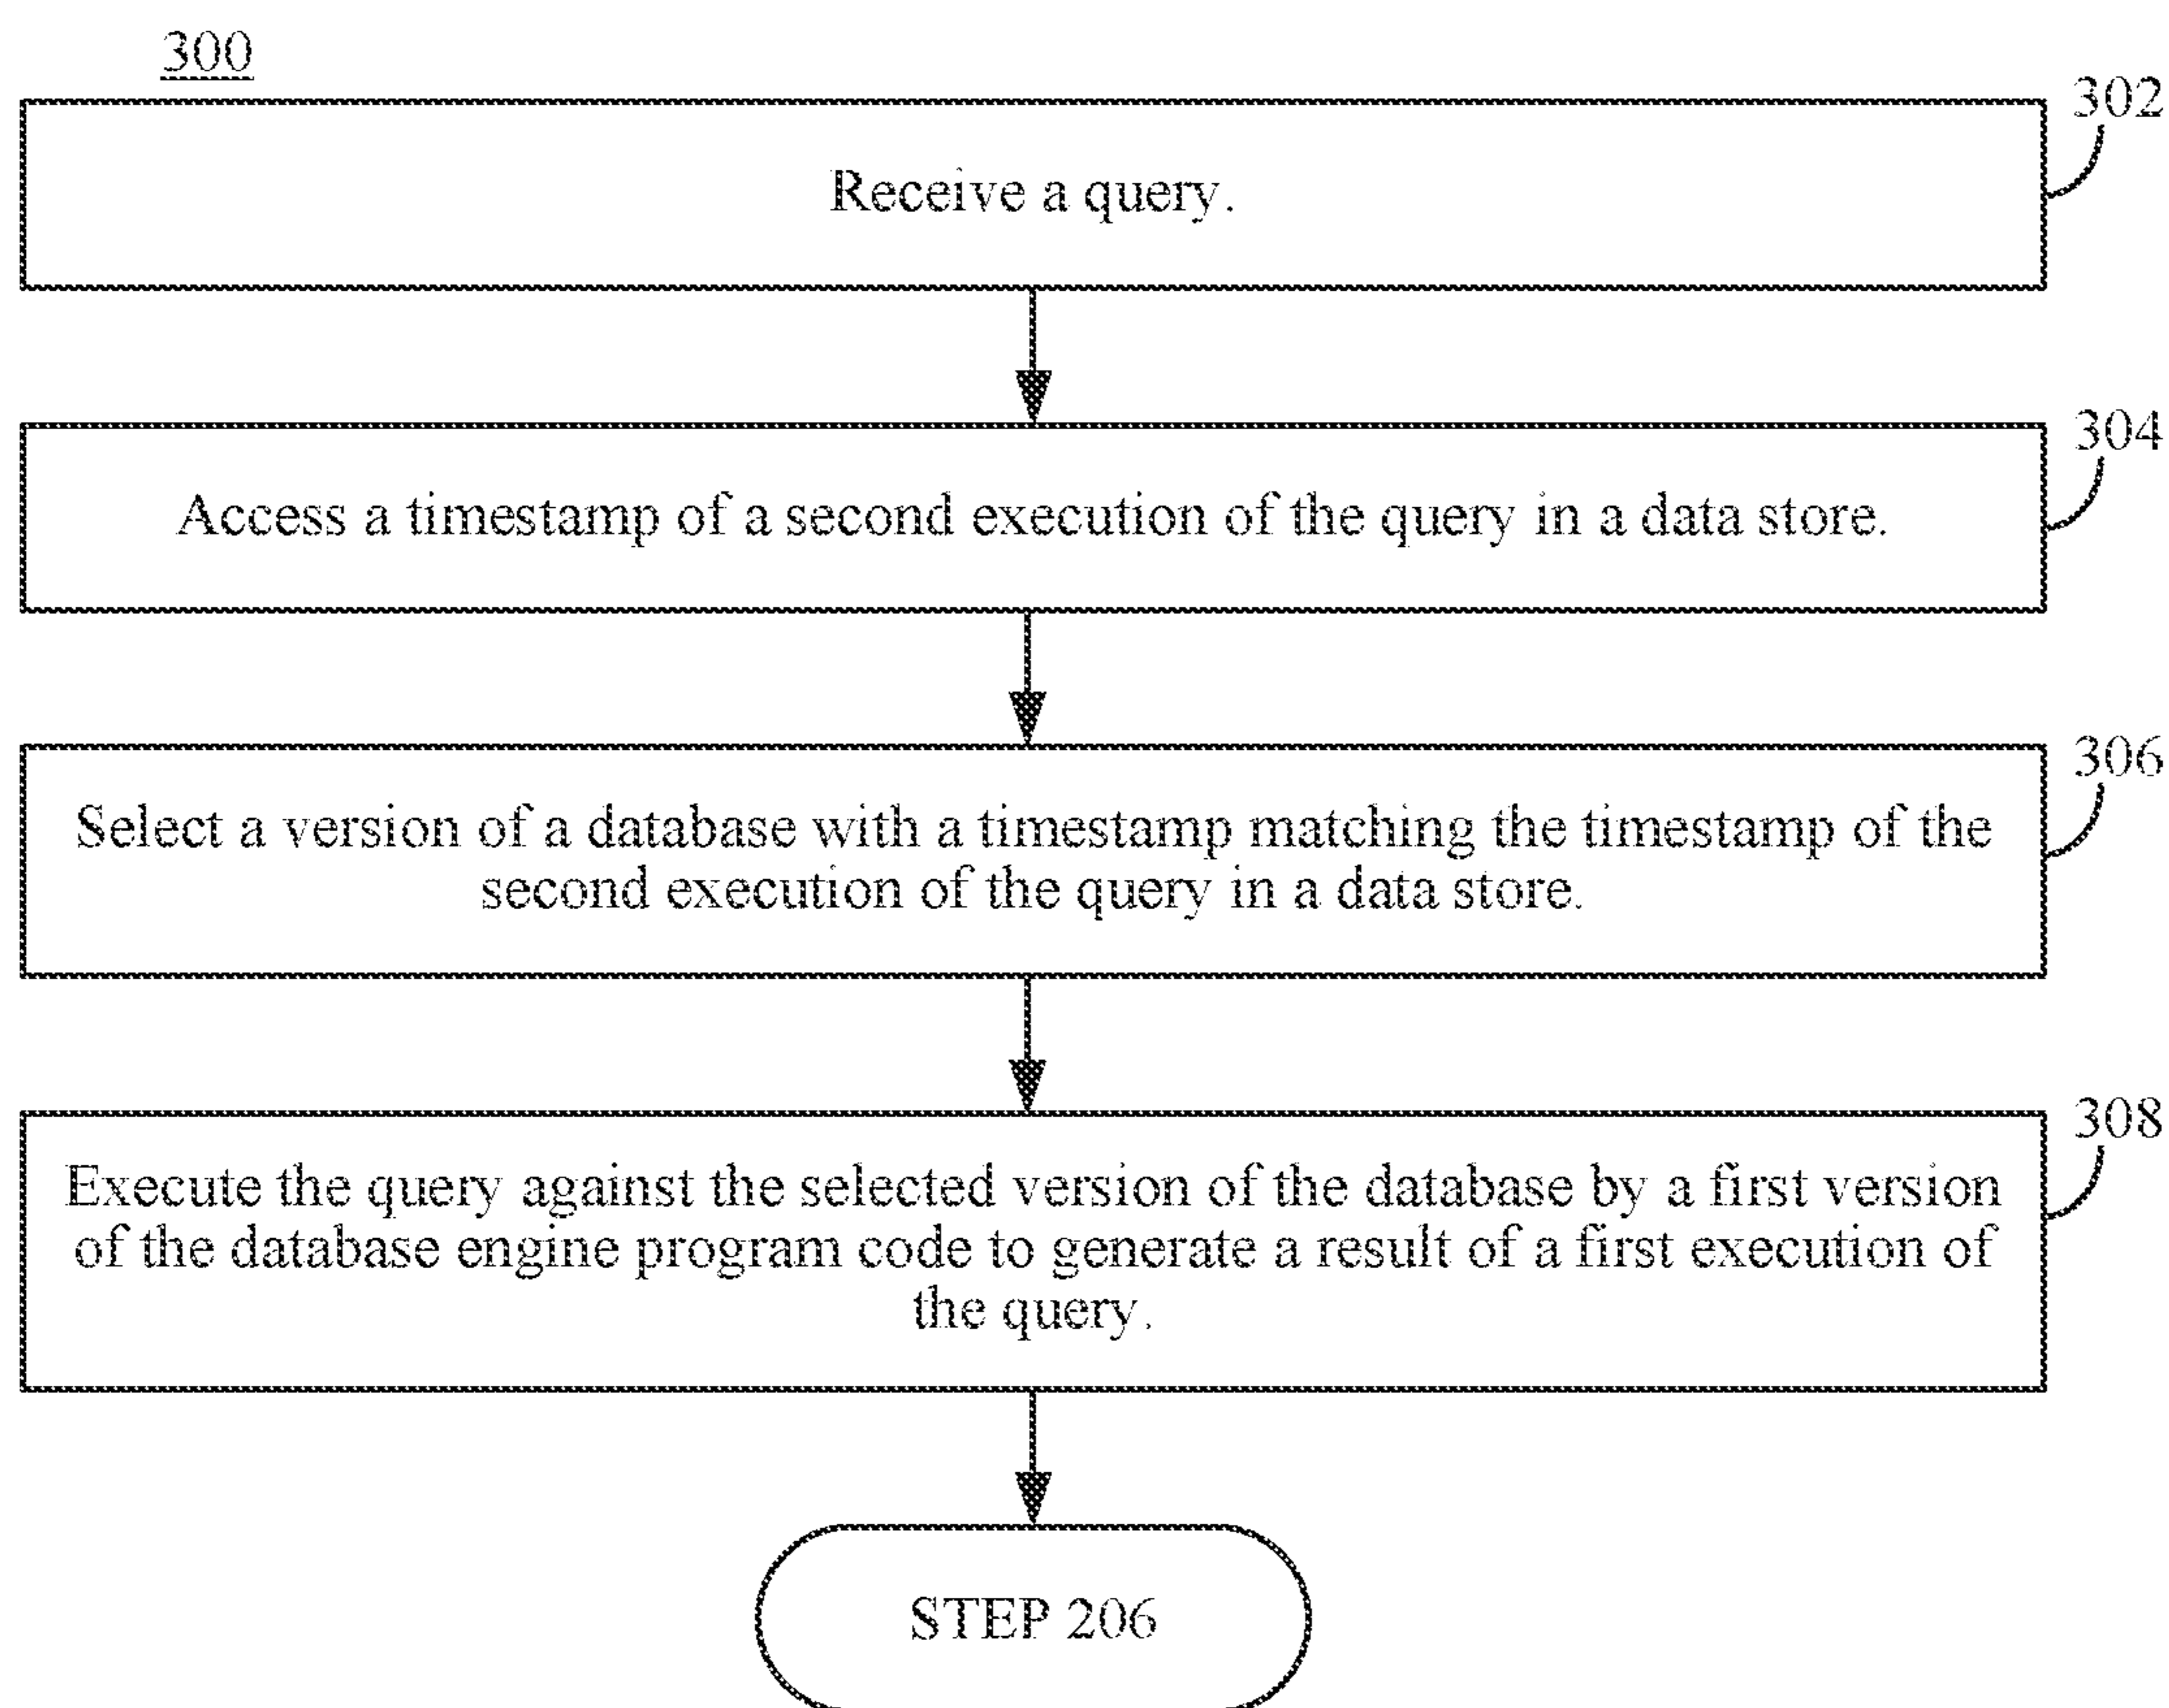 300
302
Receive a query.
304
Access a timestamp of a second execution of the query in a data store.
306
Select a version of a database with a timestamp matching the timestamp of the
second execution of the query in a data store.
308
Execute the query against the selected version of the database by a first version
of the database engine program code to generate a result of a first execution of
the query.
STEP 206